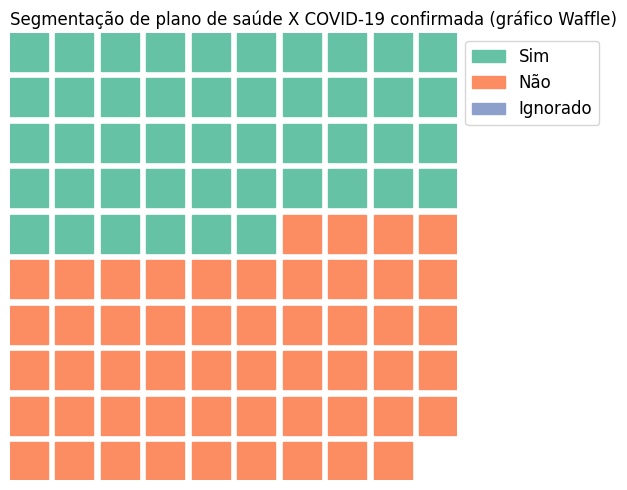 Segmentação de plano de saúde X COVID-19 confirmada (gráfico Waffle)
Sim
Não
Ignorado